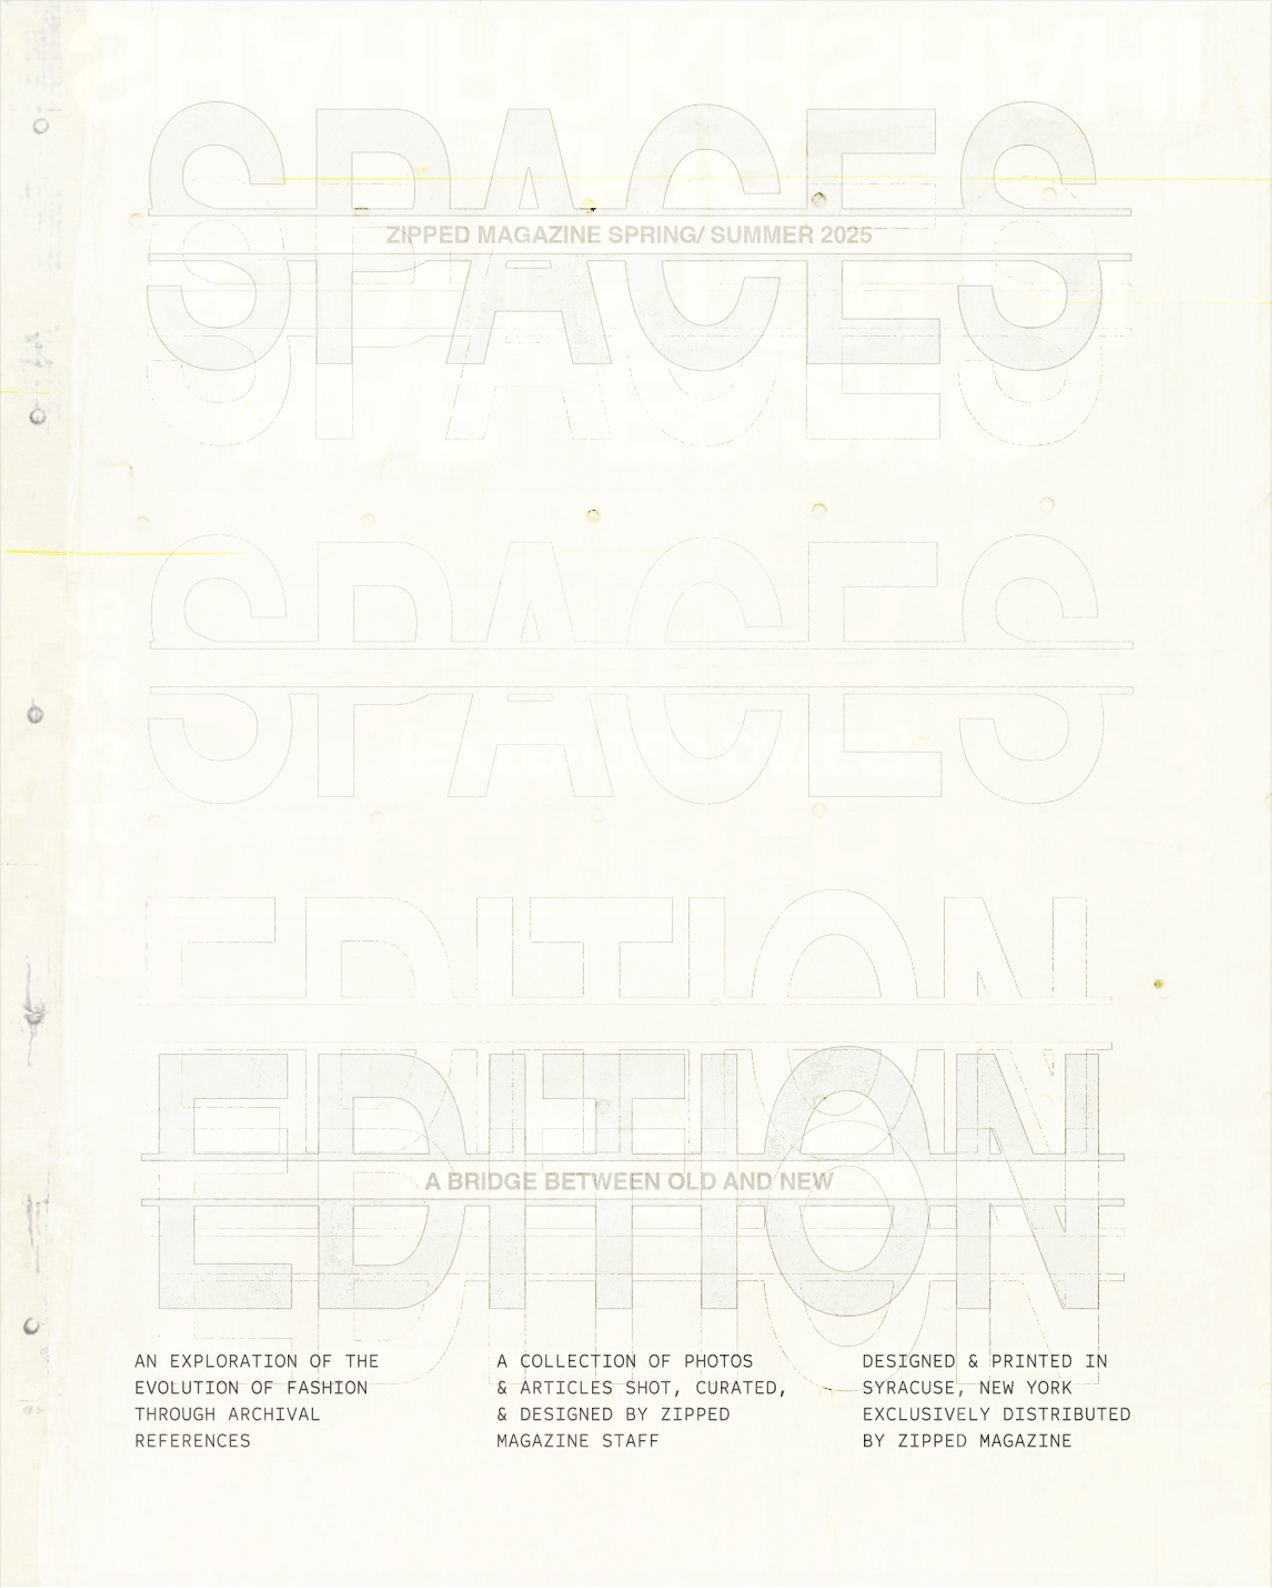 SPACES
ZIPPED MAGAZINE SPRING/ SUMMER 2025
SPACES
SPACES
EDITION
EDITION
A BRIDGE BETWEEN OLD AND NEW
EDITION
AN EXPLORATION OF THE
EVOLUTION OF FASHION
THROUGH ARCHIVAL
REFERENCES
A COLLECTION OF PHOTOS
& ARTICLES SHOT, CURATED,
& DESIGNED BY ZIPPED
MAGAZINE STAFF
DESIGNED & PRINTED IN
SYRACUSE, NEW YORK
EXCLUSIVELY DISTRIBUTED
BY ZIPPED MAGAZINE